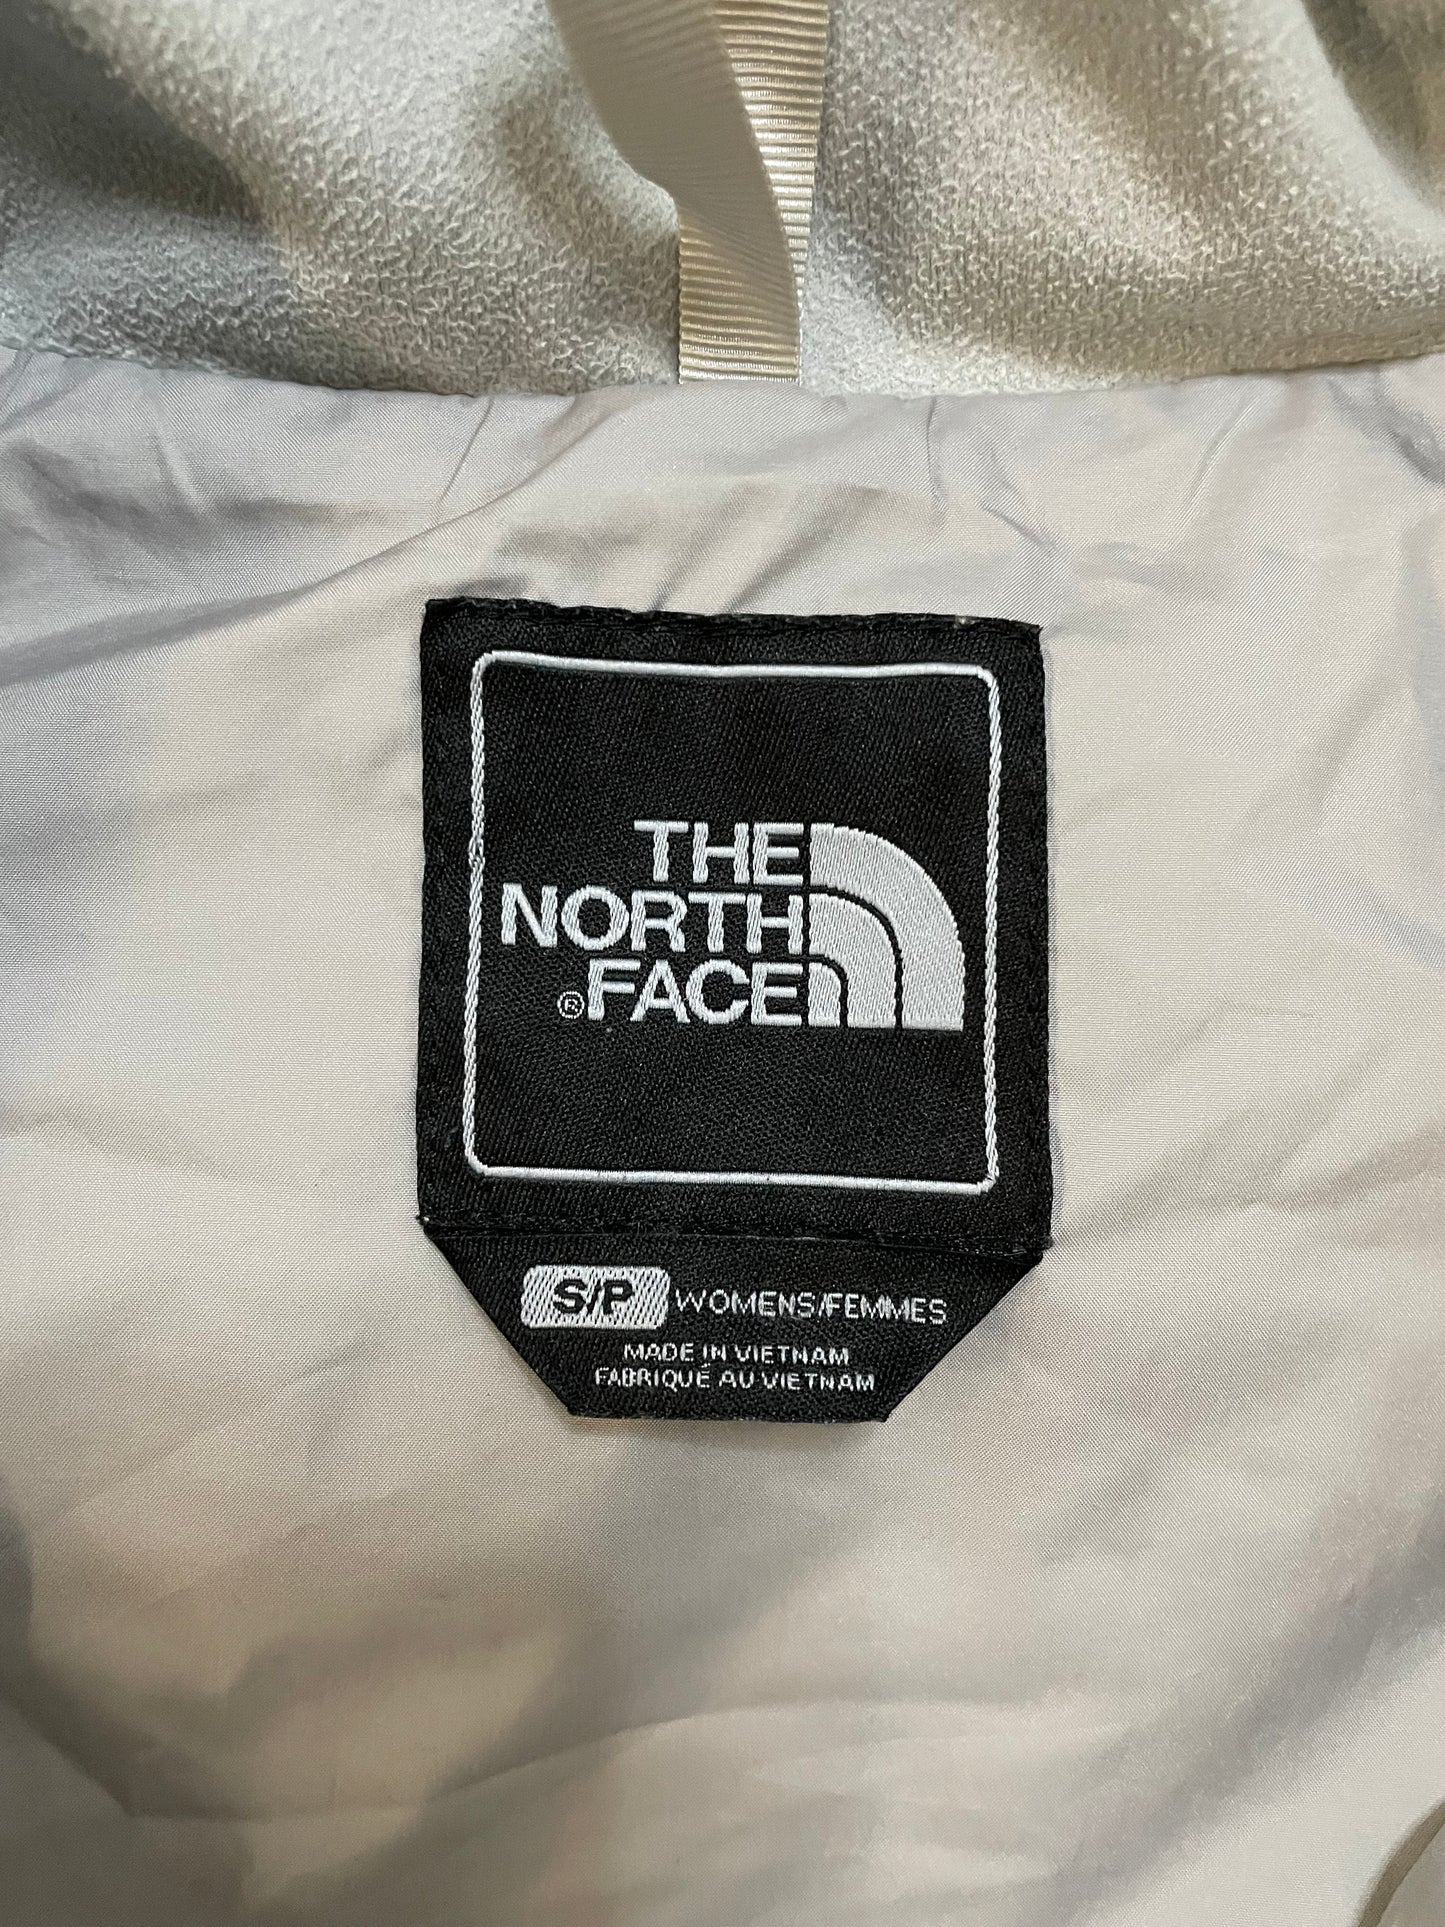 THE
NORTH
®FACE
S/P WOMENS/FEMMES
MADE IN VIETNAM
FABRIQUÉ AU VIETNAM